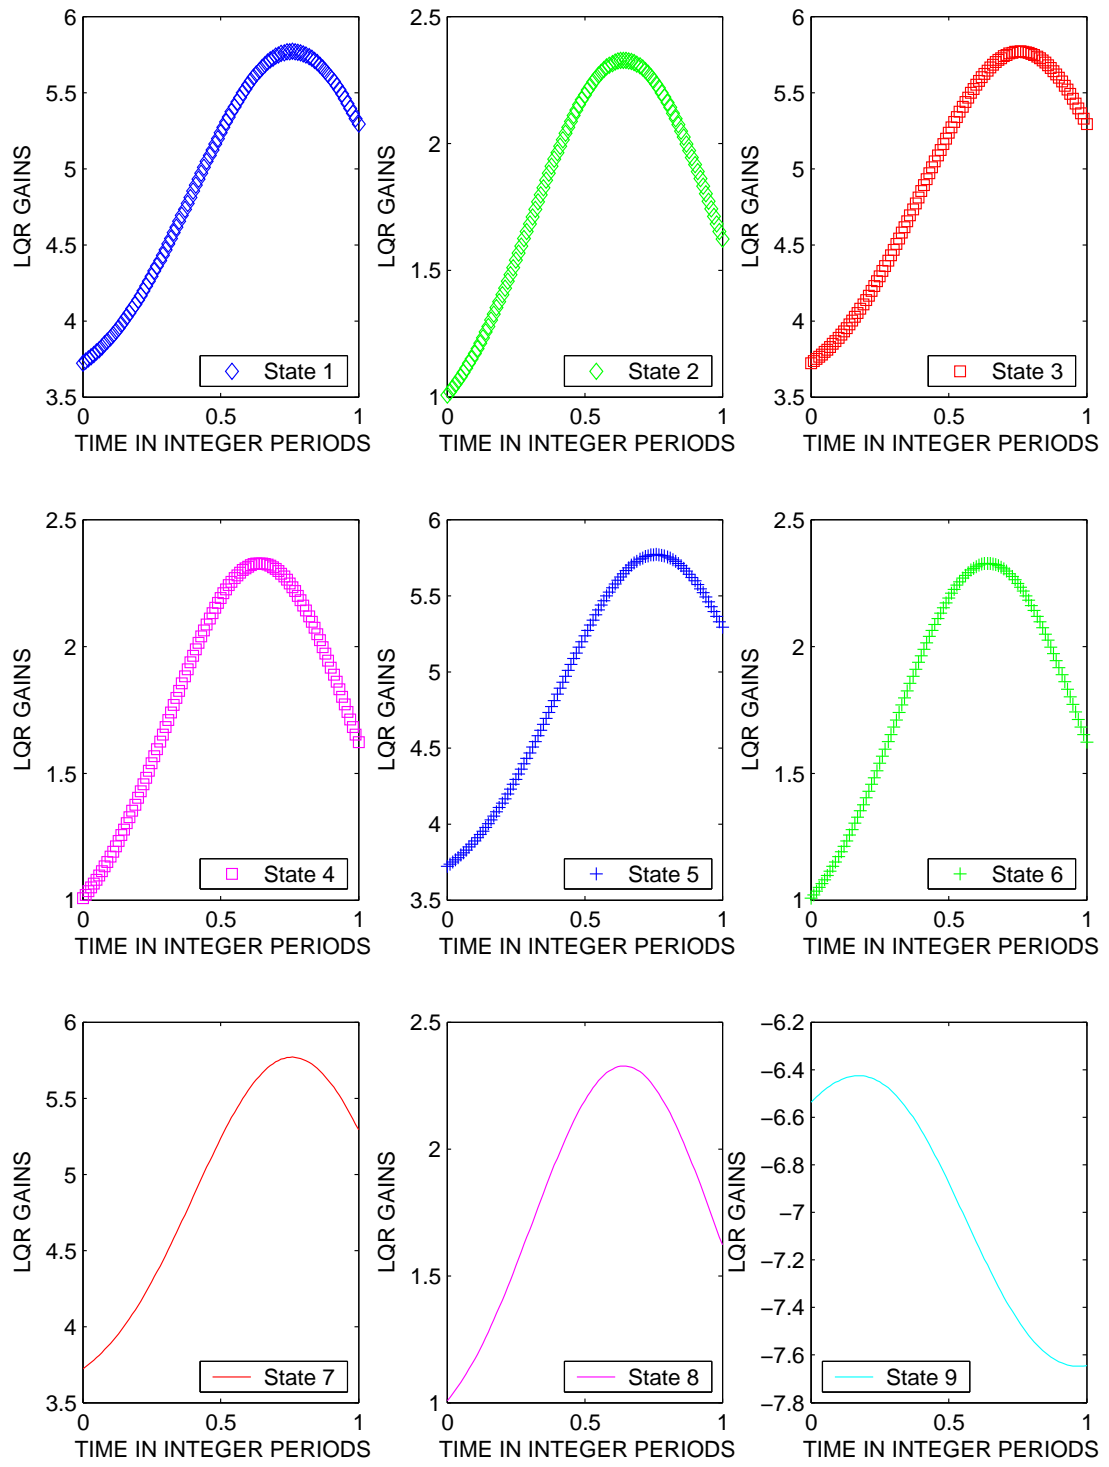 6
5.5
5
4.5
4
3.5
LQR GAINS
State 1
0 0.5 1
TIME IN INTEGER PERIODS
2.5
2
1.5
1
LQR GAINS
State 2
0 0.5 1
TIME IN INTEGER PERIODS
6
5.5
5
4.5
4
3.5
LQR GAINS
State 3
0 0.5 1
TIME IN INTEGER PERIODS
2.5
2
1.5
1
LQR GAINS
State 4
0 0.5 1
TIME IN INTEGER PERIODS
6
5.5
5
4.5
4
3.5
LQR GAINS
State 5
0 0.5 1
TIME IN INTEGER PERIODS
2.5
2
1.5
1
LQR GAINS
State 6
0 0.5 1
TIME IN INTEGER PERIODS
6
5.5
5
4.5
4
3.5
LQR GAINS
State 7
0 0.5 1
TIME IN INTEGER PERIODS
2.5
2
1.5
1
LQR GAINS
State 8
0 0.5 1
TIME IN INTEGER PERIODS
−6.2
−6.4
−6.6
−6.8
−7
−7.2
−7.4
−7.6
−7.8
LQR GAINS
State 9
0 0.5 1
TIME IN INTEGER PERIODS